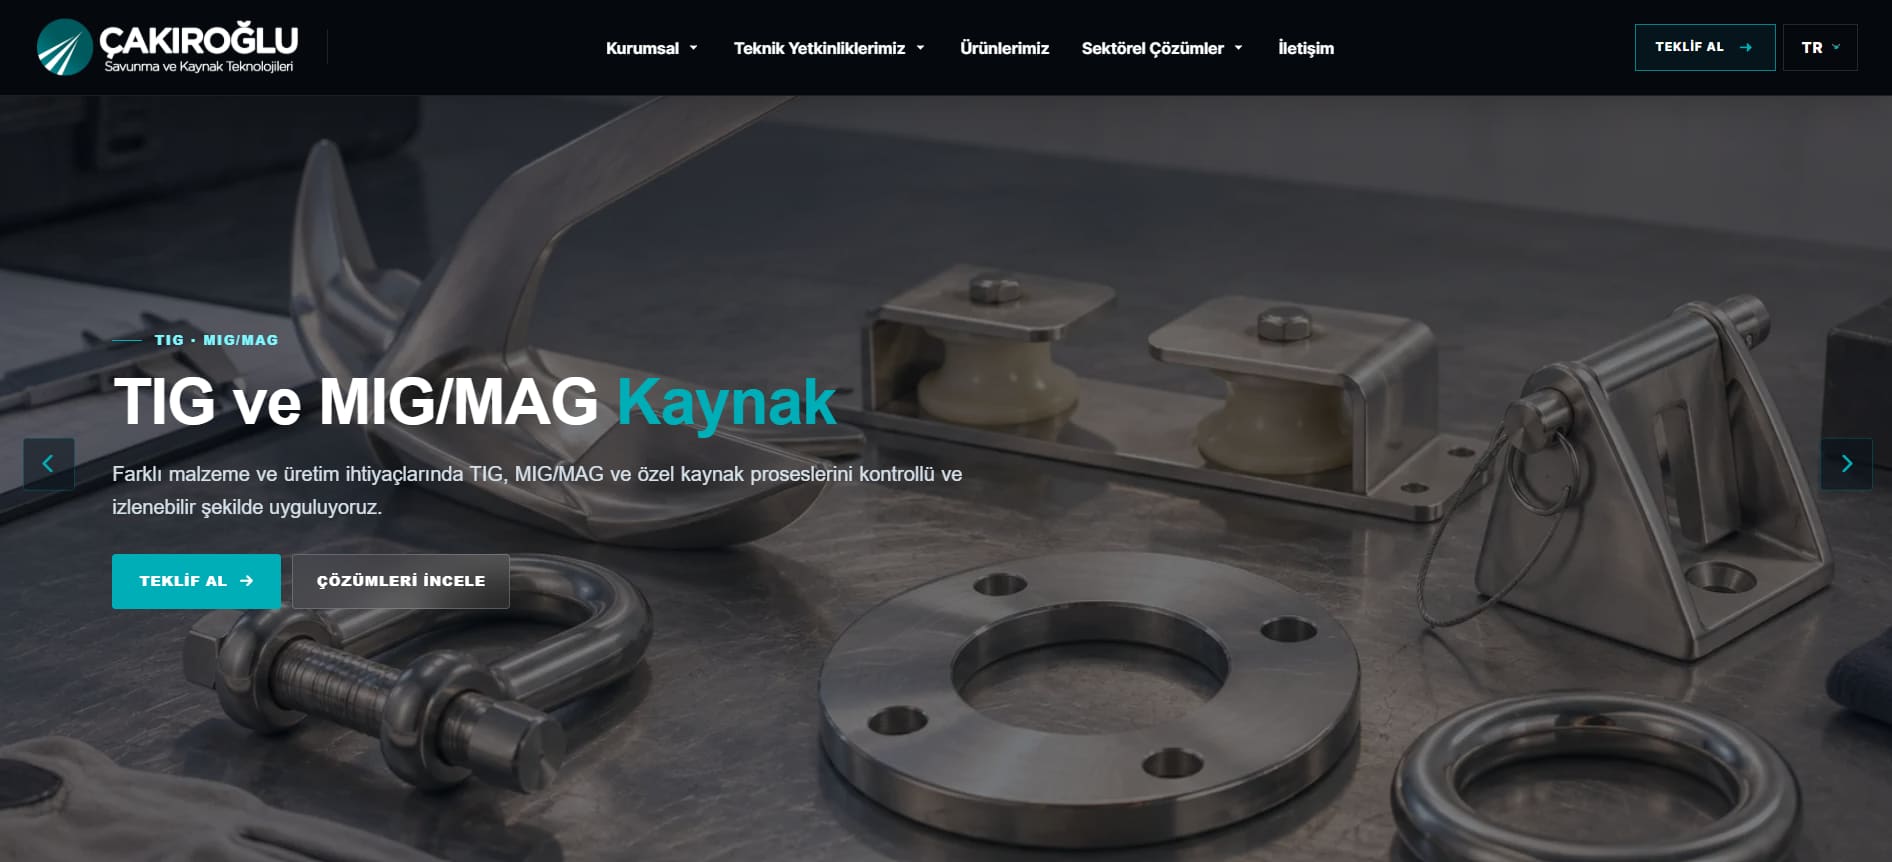 ÇAKIROĞLU
Savunma ve Kaynak Teknolojileri
Kurumsal
Teknik Yetkinliklerimiz
Ürünlerimiz
Sektörel Çözümler
İletişim
TEKLİF AL
TR
TIG • MIG/MAG
TIG ve MIG/MAG Kaynak
Farklı malzeme ve üretim ihtiyaçlarında TIG, MIG/MAG ve özel kaynak proseslerini kontrollü ve
izlenebilir şekilde uyguluyoruz.
TEKLİF AL
ÇÖZÜMLERİ İNCELE